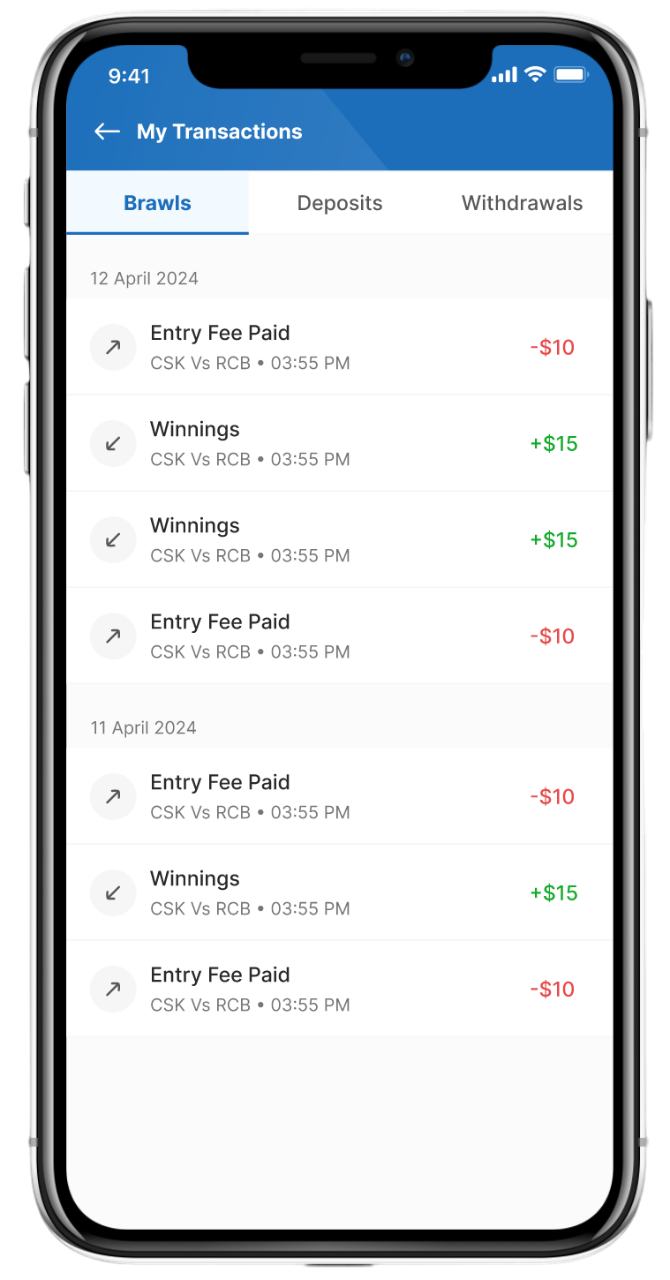 9:41
My Transactions
Brawls Deposits Withdrawals
12 April 2024
Entry Fee Paid
CSK Vs RCB • 03:55 PM
-$10
Winnings
CSK Vs RCB • 03:55 PM
+$15
Winnings
CSK Vs RCB • 03:55 PM
+$15
Entry Fee Paid
CSK Vs RCB • 03:55 PM
-$10
11 April 2024
Entry Fee Paid
CSK Vs RCB • 03:55 PM
-$10
Winnings
CSK Vs RCB • 03:55 PM
+$15
Entry Fee Paid
CSK Vs RCB • 03:55 PM
-$10